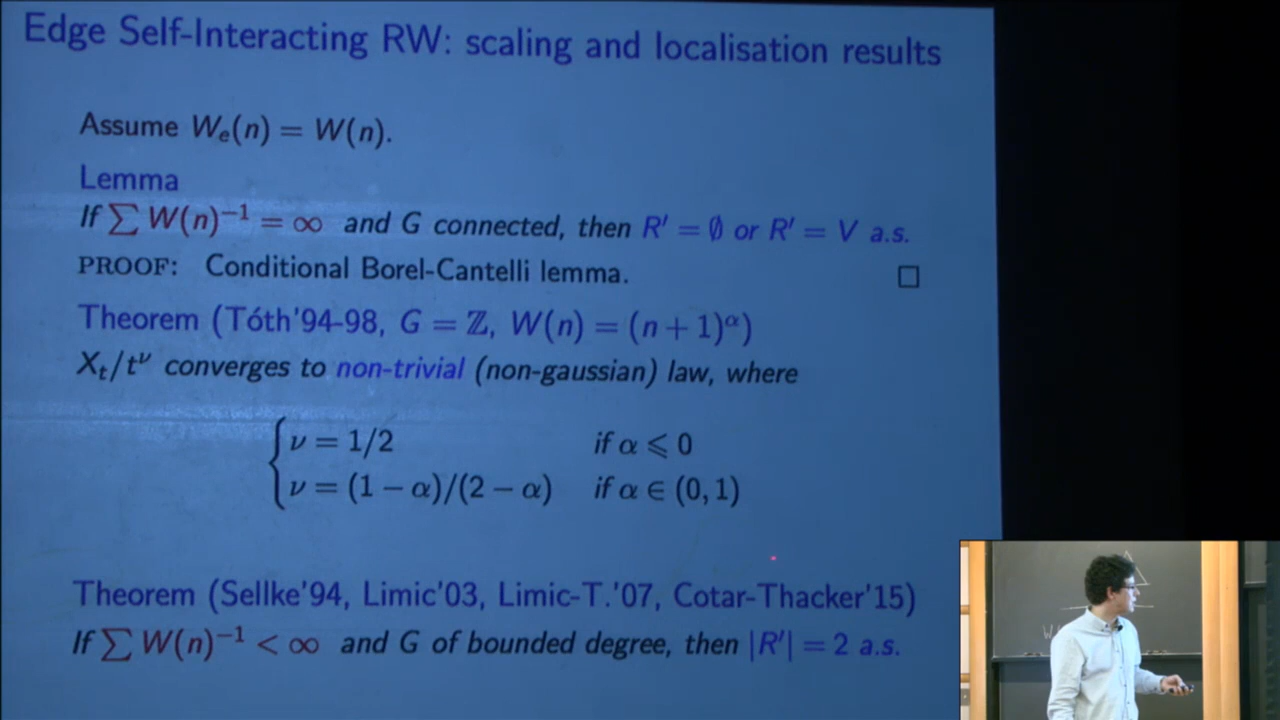 Edge Self-Interacting RW: scaling and localisation results
Assume Wₑ(n) = W(n).
Lemma
If ∑ W(n)⁻¹ = ∞ and G connected, then R′ = ∅ or R′ = V a.s.
PROOF: Conditional Borel-Cantelli lemma. □
Theorem (Tóth'94-98, G = ℤ, W(n) = (n + 1)^α)
Xₜ/t^ν converges to non-trivial (non-gaussian) law, where
ν = 1/2 if α ⩽ 0
ν = (1 − α)/(2 − α) if α ∈ (0, 1)
Theorem (Sellke'94, Limic'03, Limic-T.'07, Cotar-Thacker'15)
If ∑ W(n)⁻¹ < ∞ and G of bounded degree, then |R′| = 2 a.s.